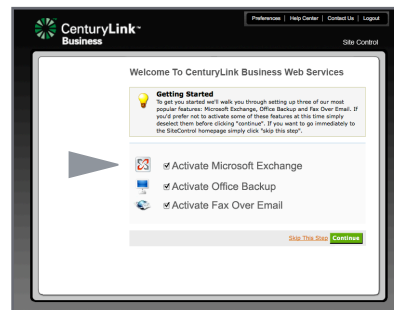 CenturyLink™
Business
Preferences | Help Center | Contact Us | Logout
Site Control
Welcome To CenturyLink Business Web Services
Getting Started
To get you started we'll walk you through setting up three of our most
popular features: Microsoft Exchange, Office Backup and Fax Over Email. If
you'd prefer not to activate some of these features at this time simply
deselect them before clicking "continue". If you want to go immediately to
the SiteControl homepage simply click "skip this step".
Activate Microsoft Exchange
Activate Office Backup
Activate Fax Over Email
Skip This Step Continue